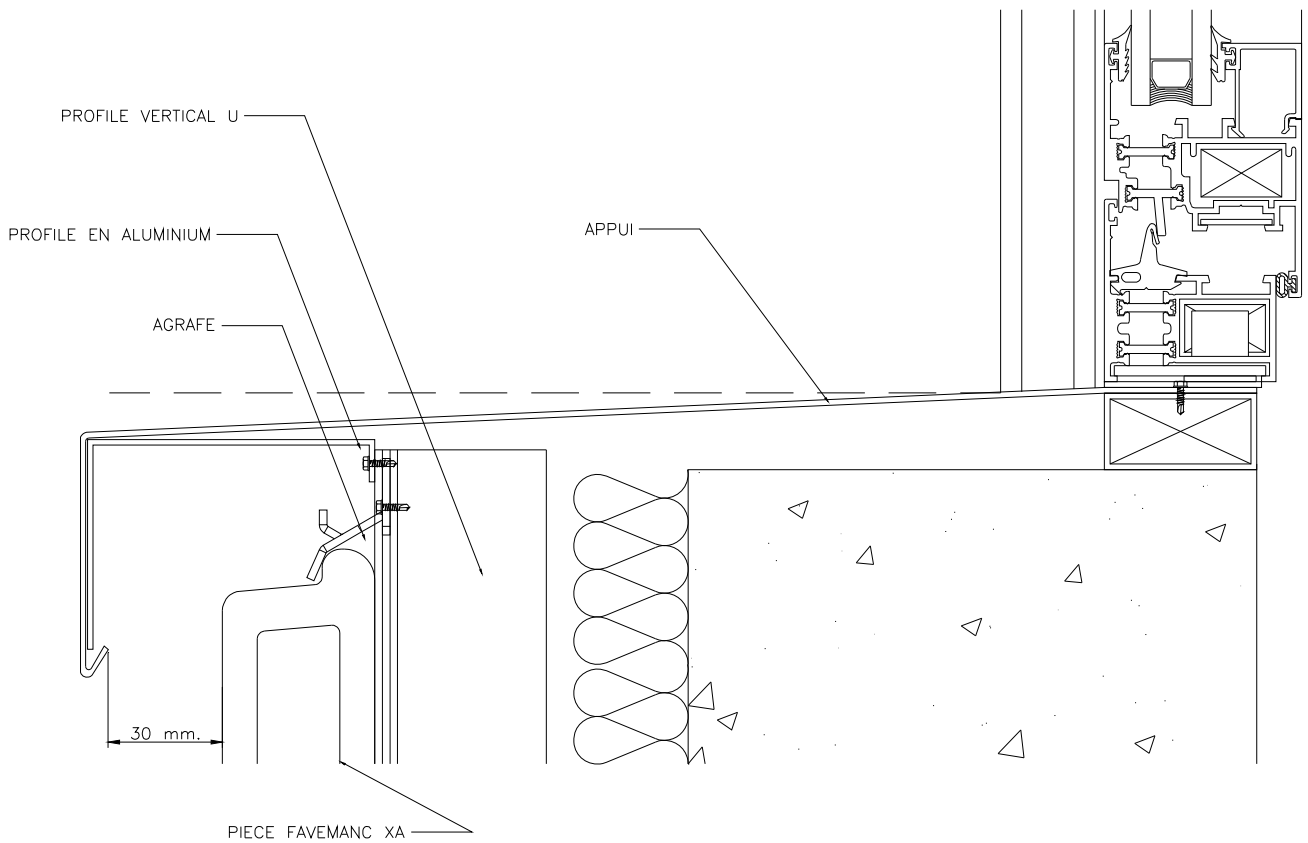 PROFILE VERTICAL U
PROFILE EN ALUMINIUM
APPUI
AGRAFE
30 mm.
PIECE FAVEMANC XA